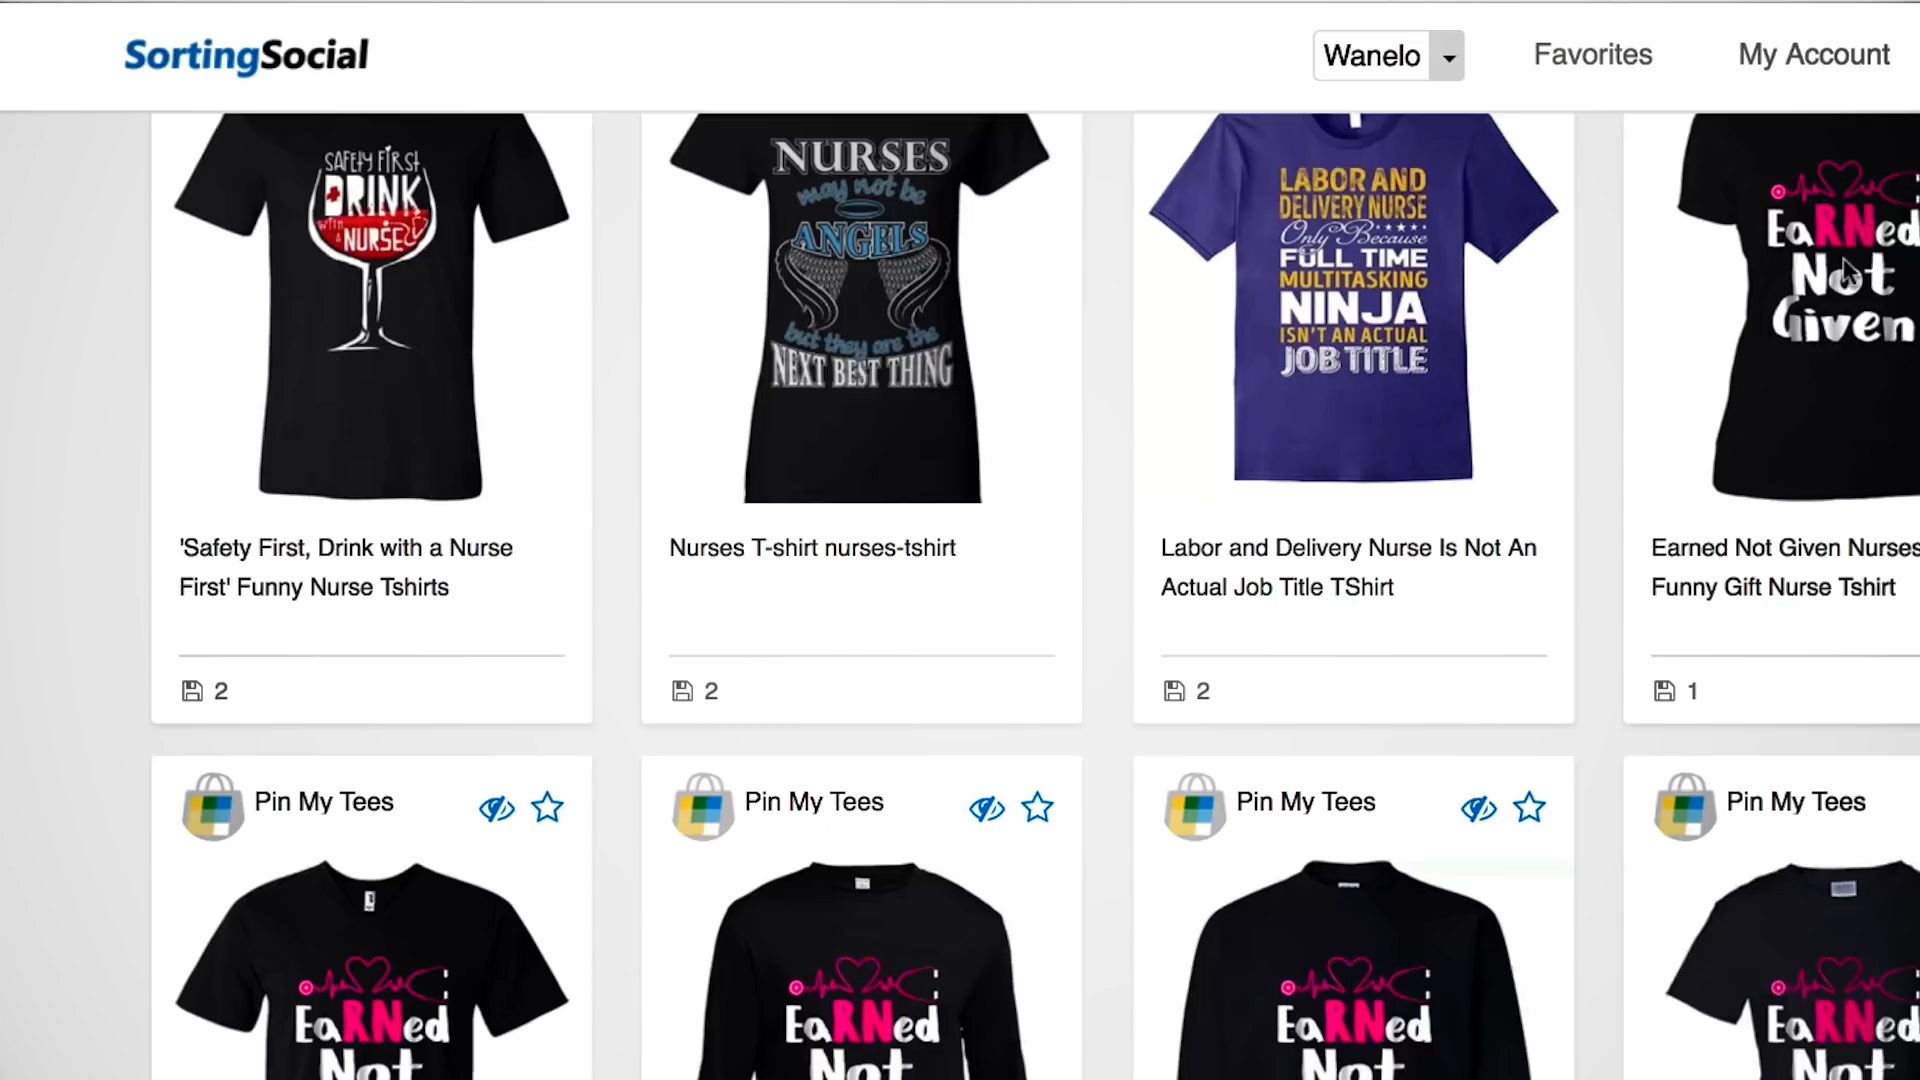 SortingSocial
Wanelo
Favorites
My Account
SAFETY FIRST
DRINK
WITH A NURSE
NURSES
may not be
ANGELS
but they are the
NEXT BEST THING
LABOR AND
DELIVERY NURSE
Only Because
FULL TIME
MULTITASKING
NINJA
ISN'T AN ACTUAL
JOB TITLE
EaRNed
Not
Given
'Safety First, Drink with a Nurse
First' Funny Nurse Tshirts
Nurses T-shirt nurses-tshirt
Labor and Delivery Nurse Is Not An
Actual Job Title TShirt
Earned Not Given Nurses
Funny Gift Nurse Tshirt
2
2
2
1
Pin My Tees
Pin My Tees
Pin My Tees
Pin My Tees
EaRNed
Not
EaRNed
Not
EaRNed
Not
EaRNed
Not